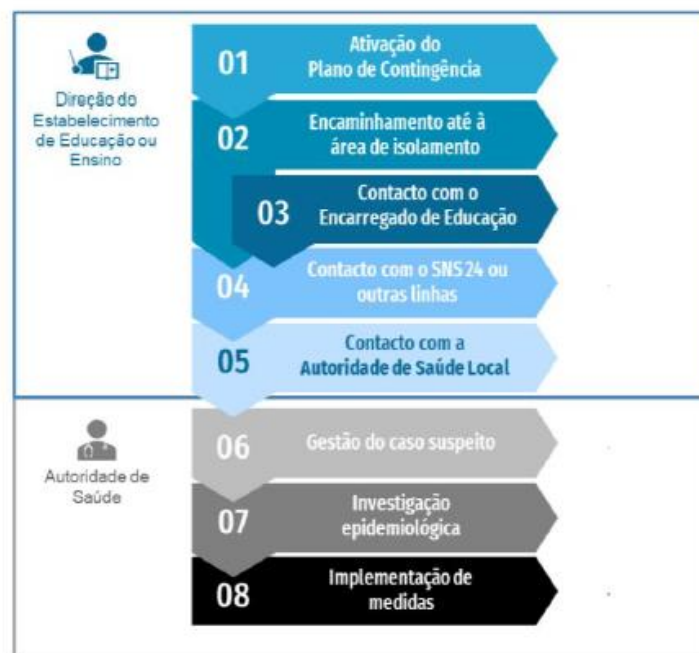 Direção do
Estabelecimento
de Educação ou
Ensino
01
Ativação do
Plano de Contingência
02
Encaminhamento até à
área de isolamento
03
Contacto com o
Encarregado de Educação
04
Contacto com o SNS 24 ou
outras linhas
05
Contacto com a
Autoridade de Saúde Local
Autoridade de
Saúde
06
Gestão do caso suspeito
07
Investigação
epidemiológica
08
Implementação de
medidas